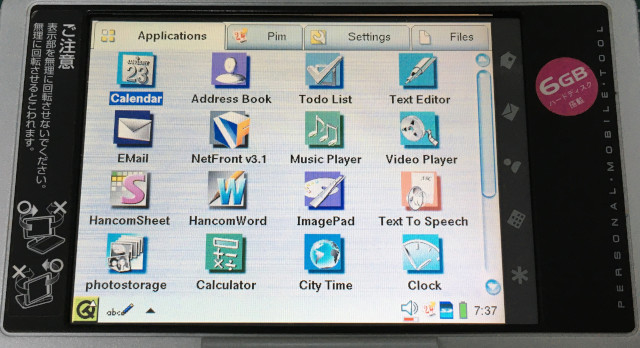 ご注意
表示部を無理に回転させないでください。
無理に回転させるとこわれます。
Applications
Pim
Settings
Files
Calendar
Address Book
Todo List
Text Editor
EMail
NetFront v3.1
Music Player
Video Player
HancomSheet
HancomWord
ImagePad
Text To Speech
photostorage
Calculator
City Time
Clock
abc
7:37
6GB
ハードディスク
搭載
PERSONAL·MOBILE·TOOL